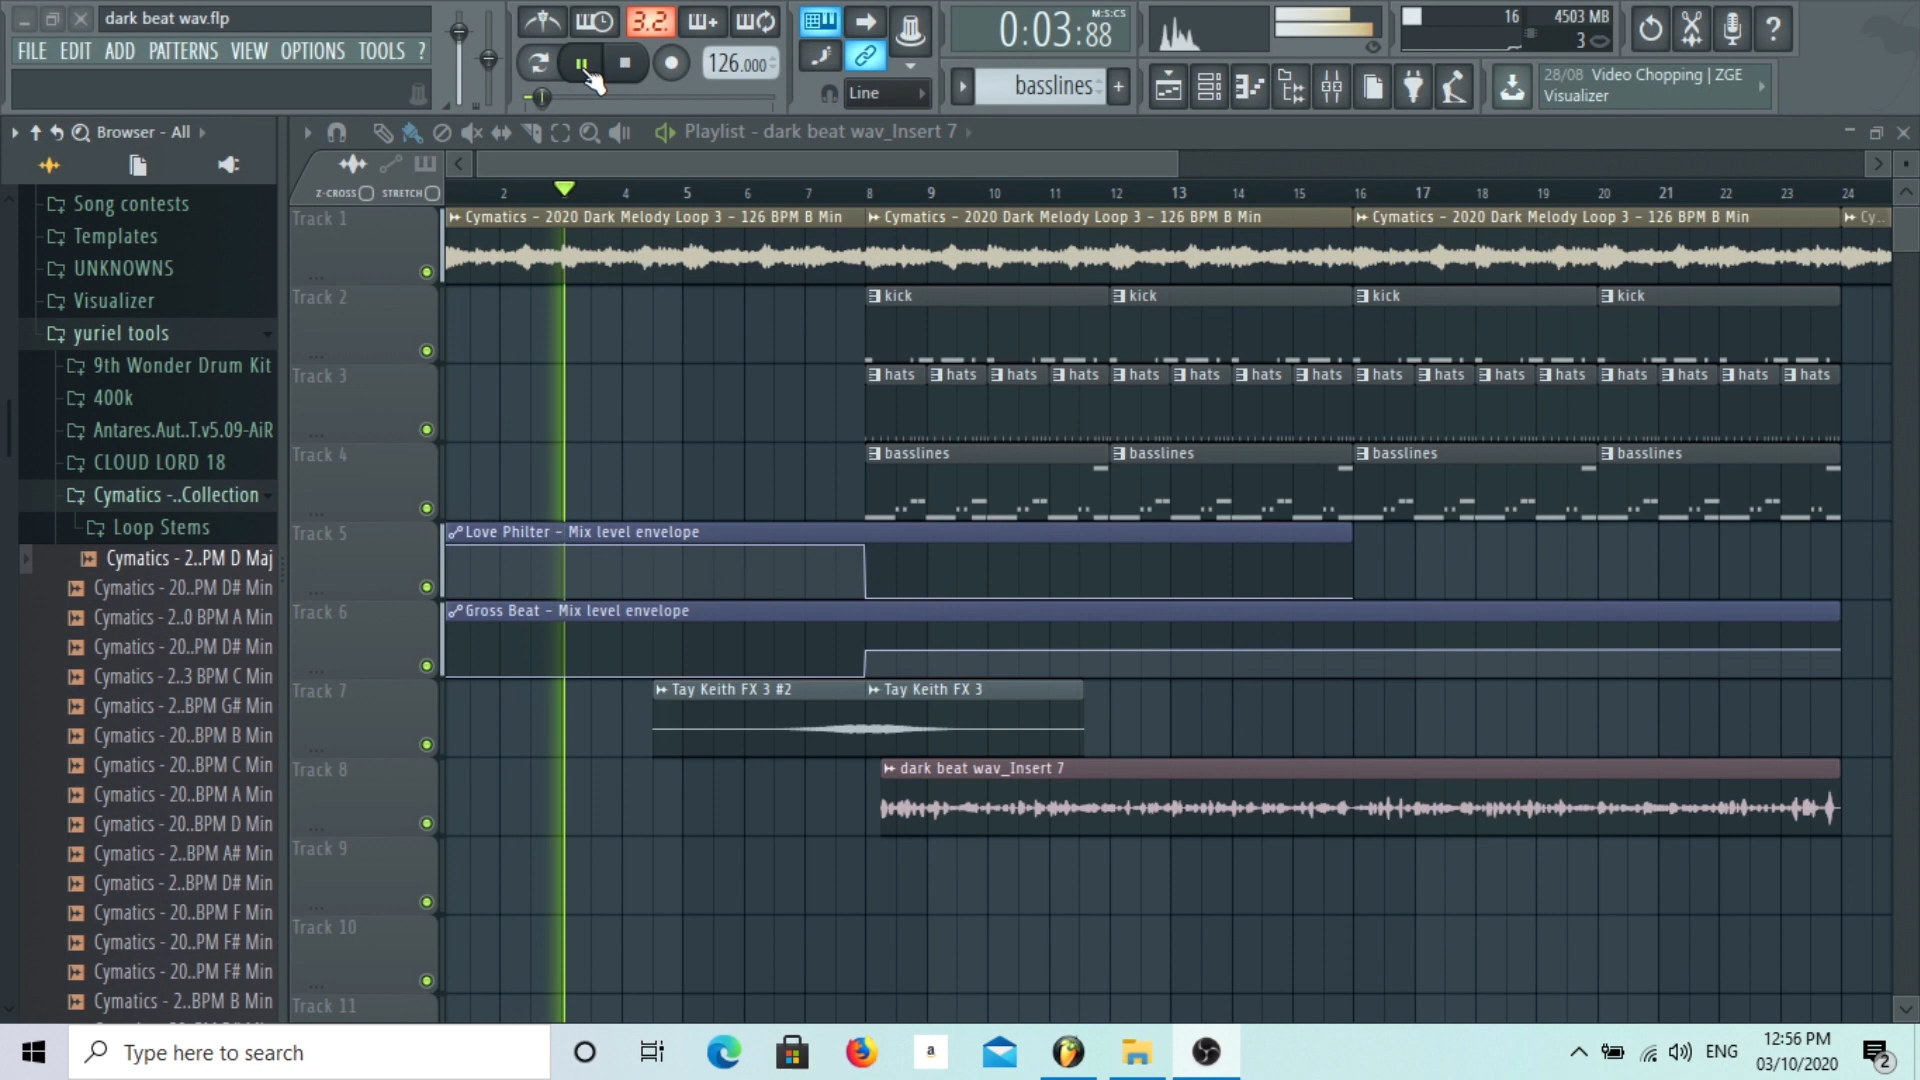 dark beat wav.flp
FILE EDIT ADD PATTERNS VIEW OPTIONS TOOLS ?
3.2.
126.000
Line
0:03:88
M:S:CS
basslines
16
4503 MB
3
28/08 Video Chopping | ZGE
Visualizer
Browser - All
Playlist - dark beat wav_Insert 7
Z-CROSS STRETCH
2 4 5 6 7 8 9 10 11 12 13 14 15 16 17 18 19 20 21 22 23 24
Song contests
Templates
UNKNOWNS
Visualizer
yuriel tools
9th Wonder Drum Kit
400k
Antares.Aut..T.v5.09-AiR
CLOUD LORD 18
Cymatics -..Collection
Loop Stems
Cymatics - 2..PM D Maj
Cymatics - 20..PM D# Min
Cymatics - 2..0 BPM A Min
Cymatics - 20..PM D# Min
Cymatics - 2..3 BPM C Min
Cymatics - 2..BPM G# Min
Cymatics - 20..BPM B Min
Cymatics - 20..BPM C Min
Cymatics - 20..BPM A Min
Cymatics - 20..BPM D Min
Cymatics - 2..BPM A# Min
Cymatics - 2..BPM D# Min
Cymatics - 20..BPM F Min
Cymatics - 20..PM F# Min
Cymatics - 20..PM F# Min
Cymatics - 2..BPM B Min
Track 1
Cymatics - 2020 Dark Melody Loop 3 - 126 BPM B Min Cymatics - 2020 Dark Melody Loop 3 - 126 BPM B Min Cymatics - 2020 Dark Melody Loop 3 - 126 BPM B Min Cy..
Track 2
kick kick kick kick
Track 3
hats hats hats hats hats hats hats hats hats hats hats hats hats hats hats hats
Track 4
basslines basslines basslines basslines
Track 5
Love Philter - Mix level envelope
Track 6
Gross Beat - Mix level envelope
Track 7
Tay Keith FX 3 #2 Tay Keith FX 3
Track 8
dark beat wav_Insert 7
Track 9
Track 10
Track 11
Type here to search
a
ENG
12:56 PM
03/10/2020
2